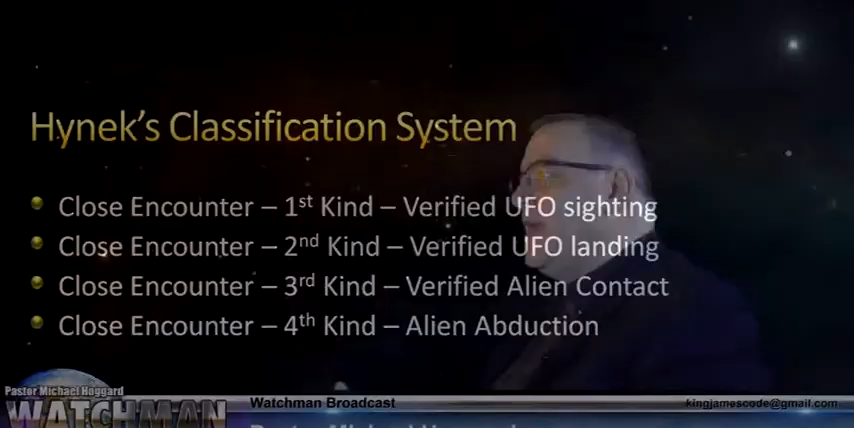 Hynek's Classification System
Close Encounter – 1st Kind – Verified UFO sighting
Close Encounter – 2nd Kind – Verified UFO landing
Close Encounter – 3rd Kind – Verified Alien Contact
Close Encounter – 4th Kind – Alien Abduction
Pastor Michael Hoggard
WATCHMAN
Watchman Broadcast
kingjamescode@gmail.com
Pastor Michael